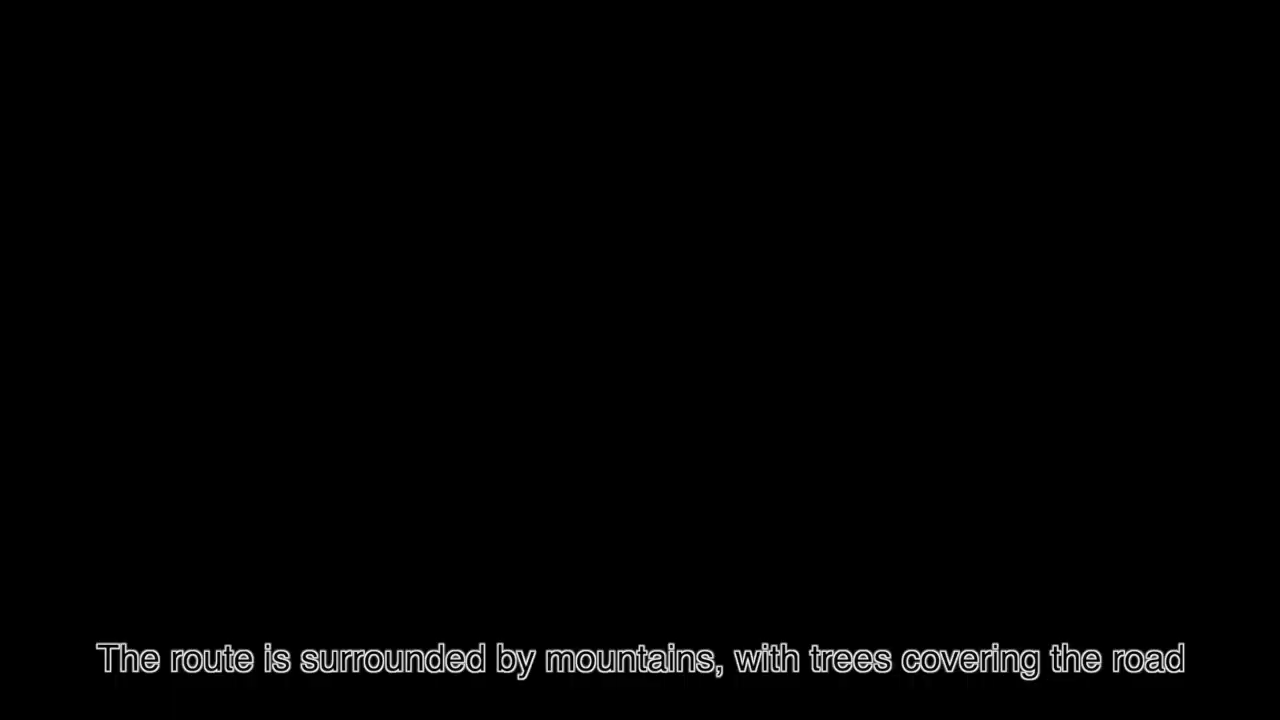 The route is surrounded by mountains, with trees covering the road